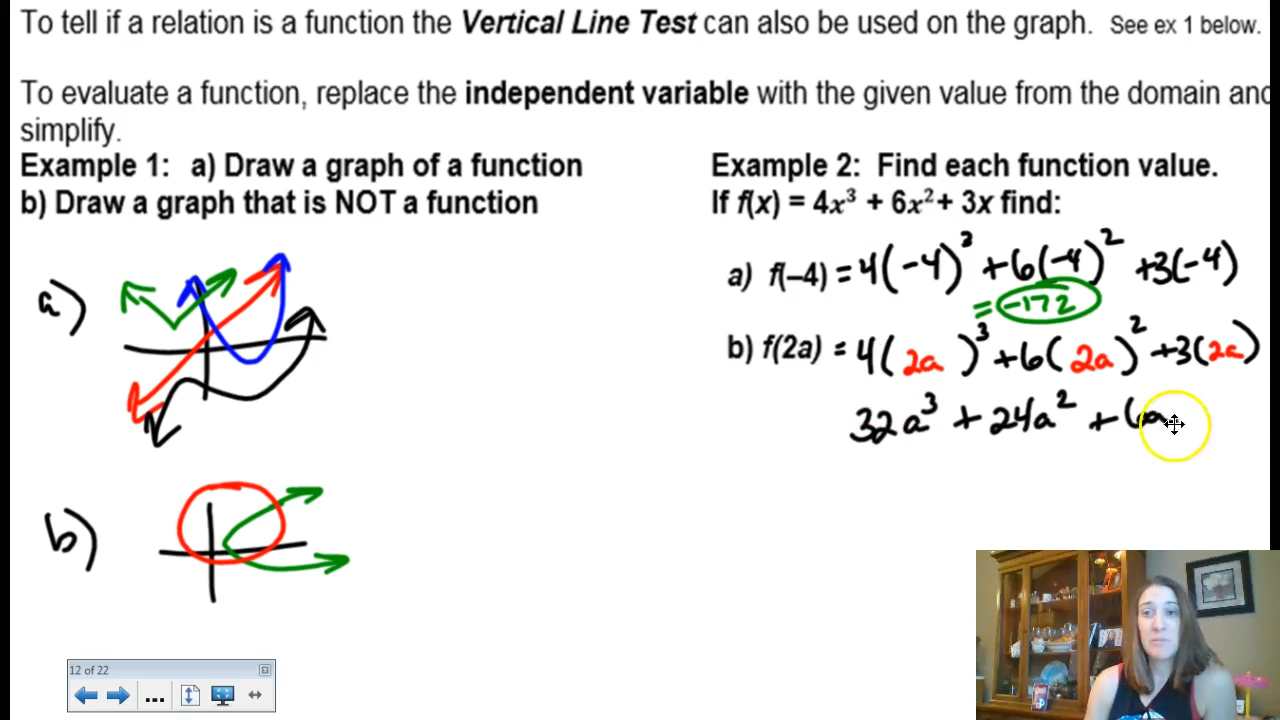 To tell if a relation is a function the Vertical Line Test can also be used on the graph. See ex 1 below.
To evaluate a function, replace the independent variable with the given value from the domain and
simplify.
Example 1: a) Draw a graph of a function
b) Draw a graph that is NOT a function
a)
b)
Example 2: Find each function value.
If f(x) = 4x³ + 6x² + 3x find:
a) f(–4) = 4(-4)³ + 6(-4)² + 3(-4)
= -172
b) f(2a) = 4(2a)³ + 6(2a)² + 3(2a)
32a³ + 24a² + 6a
12 of 22